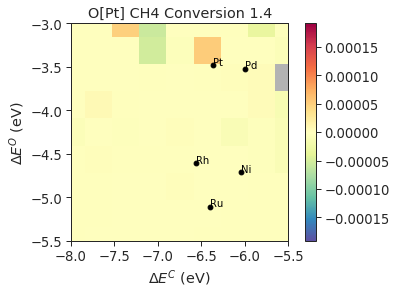 O[Pt] CH4 Conversion 1.4
−3.0
−3.5
−4.0
−4.5
−5.0
−5.5
ΔE^O (eV)
Pt
Pd
Rh
Ni
Ru
−8.0 −7.5 −7.0 −6.5 −6.0 −5.5
ΔE^C (eV)
0.00015
0.00010
0.00005
0.00000
−0.00005
−0.00010
−0.00015